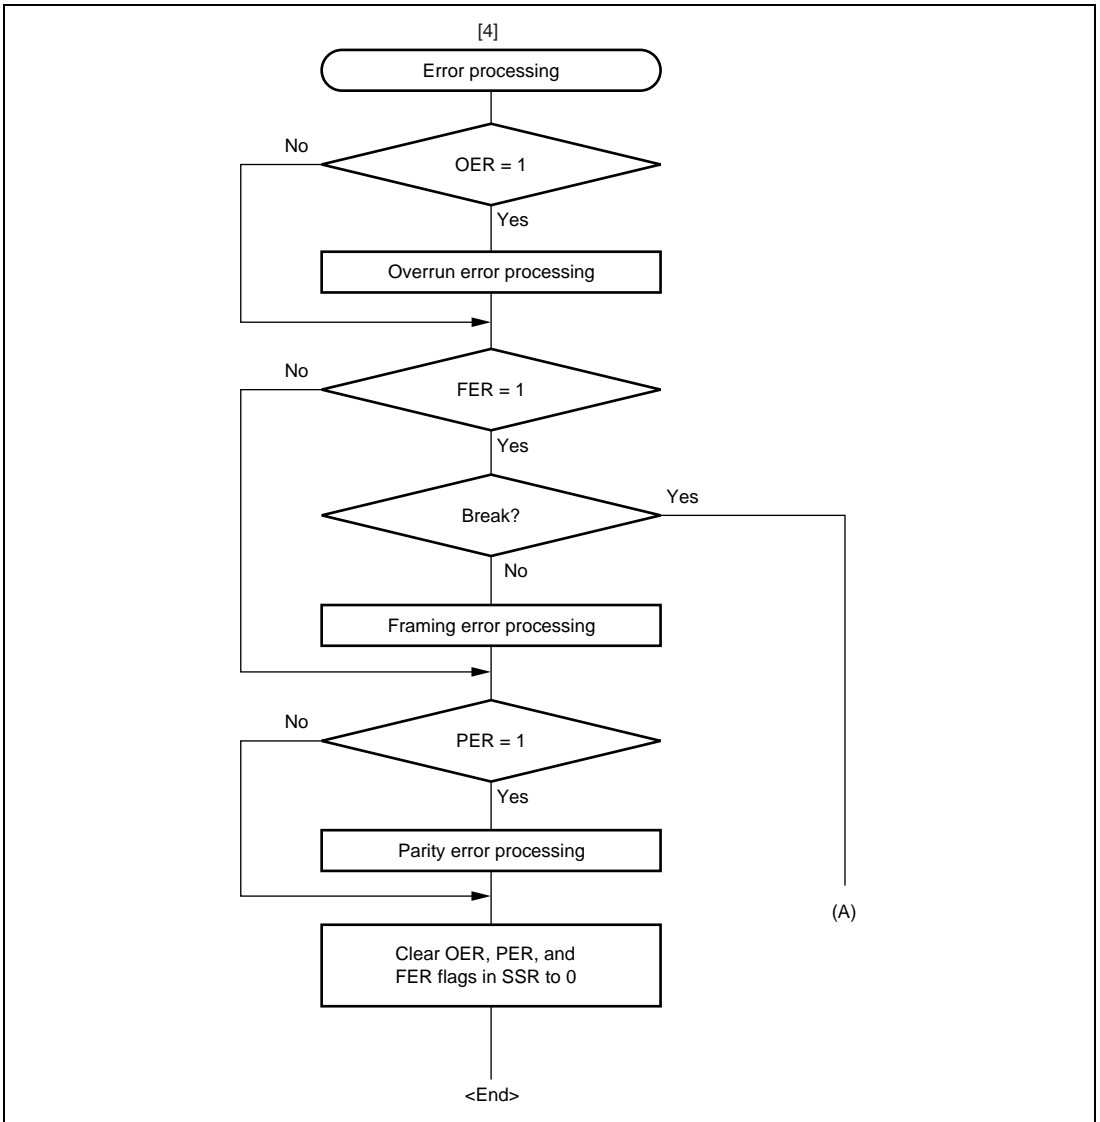 [4]
Error processing
No
OER = 1
Yes
Overrun error processing
No
FER = 1
Yes
Yes
Break?
No
Framing error processing
No
PER = 1
Yes
Parity error processing
(A)
Clear OER, PER, and
FER flags in SSR to 0
<End>